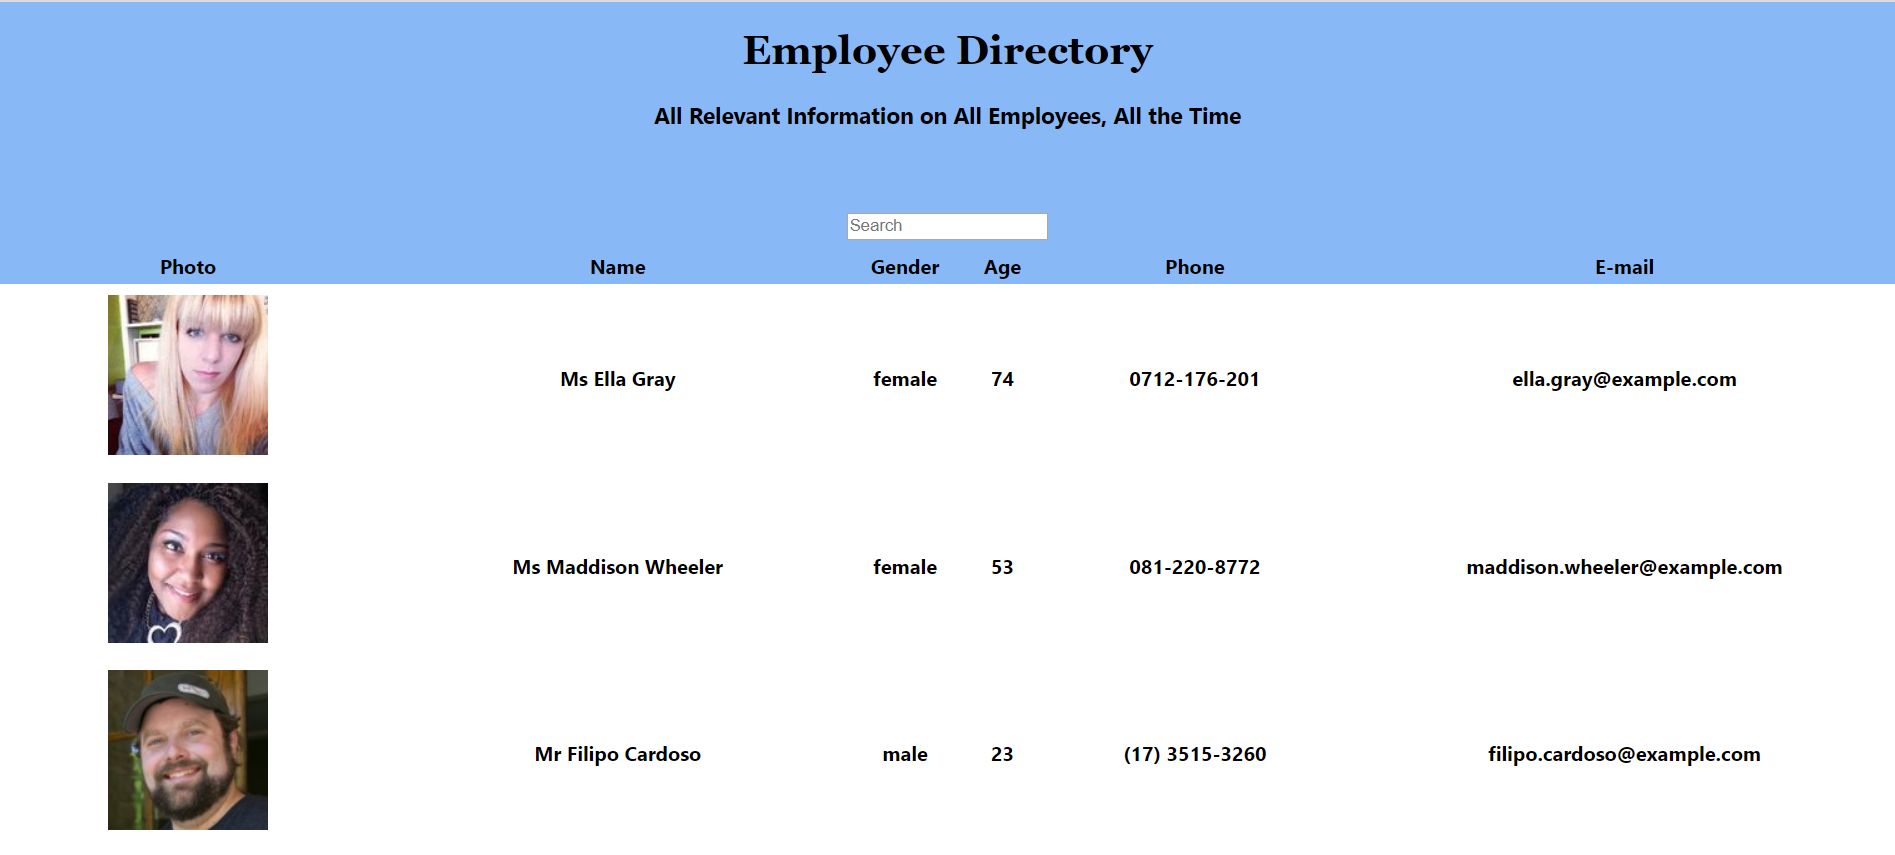 Employee Directory
All Relevant Information on All Employees, All the Time
Search
Photo Name Gender Age Phone E-mail
Ms Ella Gray female 74 0712-176-201 ella.gray@example.com
Ms Maddison Wheeler female 53 081-220-8772 maddison.wheeler@example.com
Mr Filipo Cardoso male 23 (17) 3515-3260 filipo.cardoso@example.com